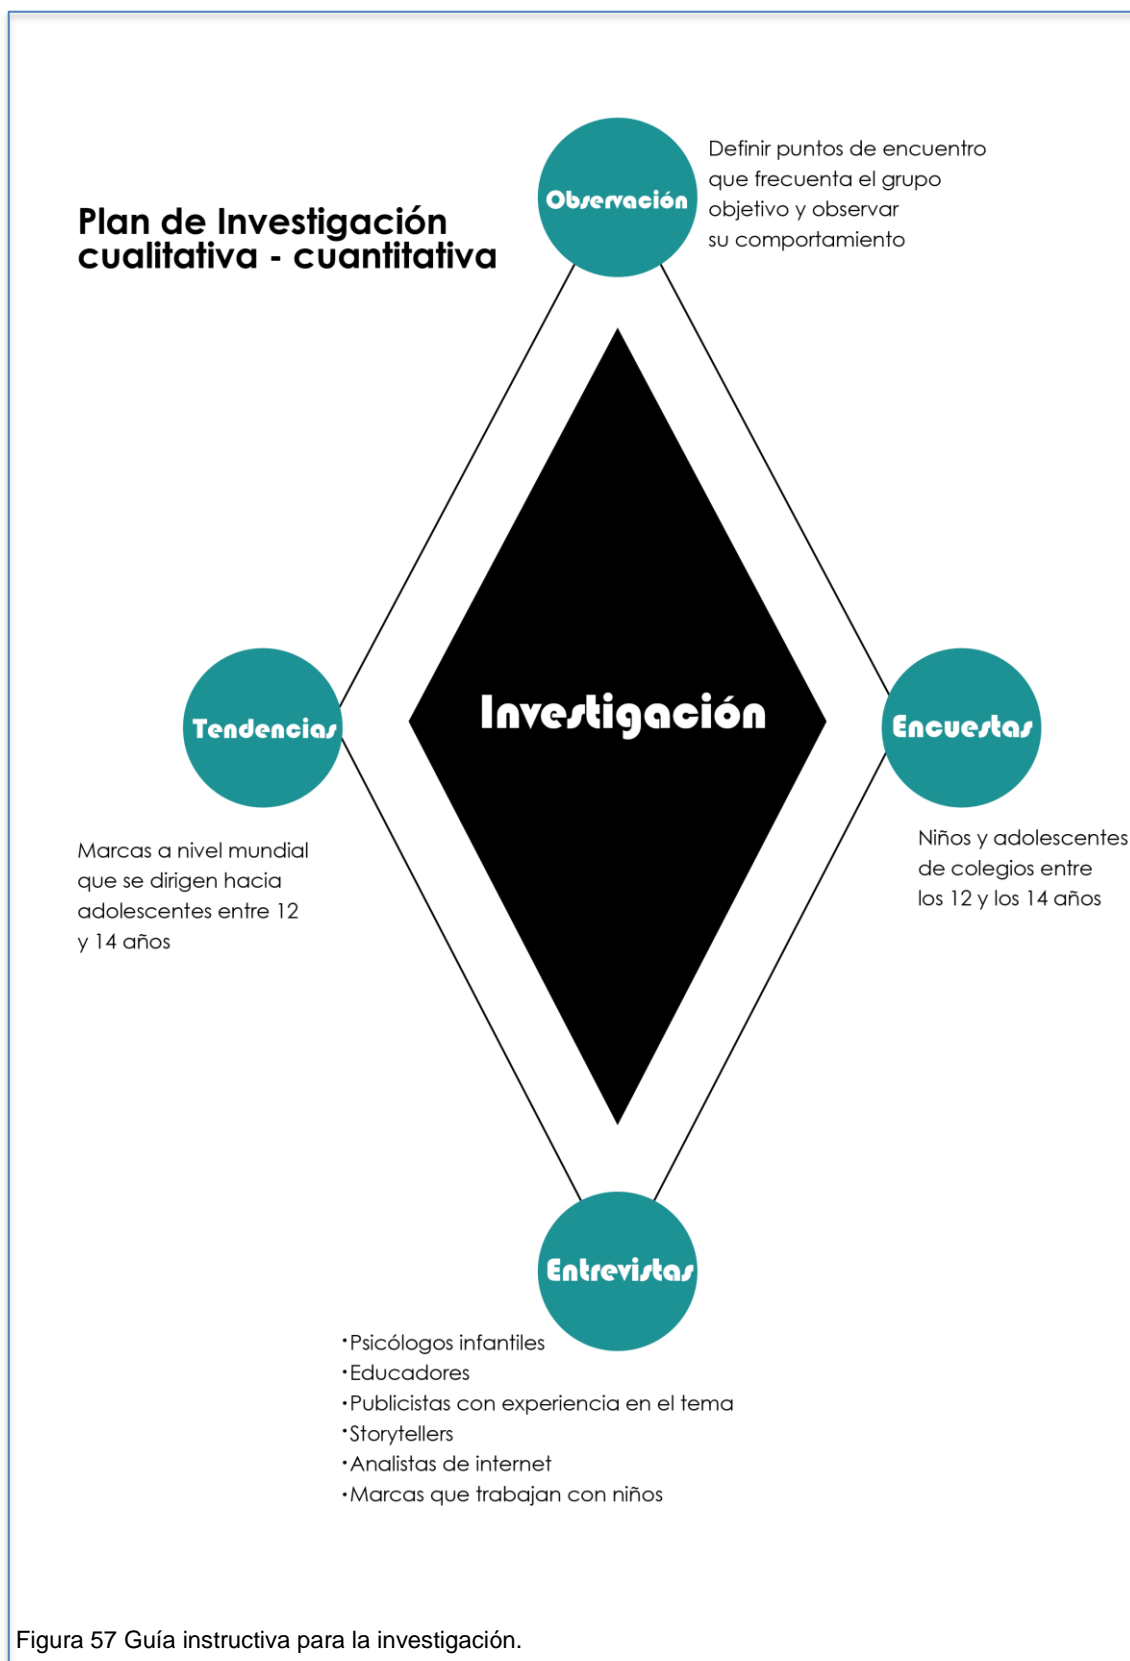 Plan de Investigación
cualitativa - cuantitativa
Observación
Definir puntos de encuentro
que frecuenta el grupo
objetivo y observar
su comportamiento
Investigación
Tendencias
Marcas a nivel mundial
que se dirigen hacia
adolescentes entre 12
y 14 años
Encuestas
Niños y adolescentes
de colegios entre
los 12 y los 14 años
Entrevistas
·Psicólogos infantiles
·Educadores
·Publicistas con experiencia en el tema
·Storytellers
·Analistas de internet
·Marcas que trabajan con niños
Figura 57 Guía instructiva para la investigación.